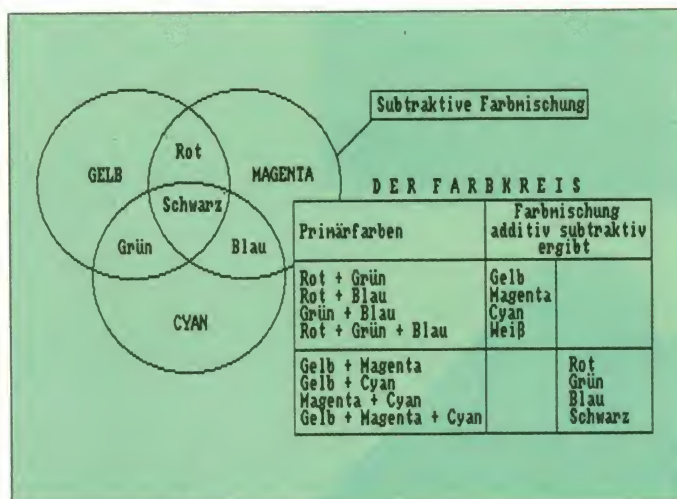 Subtraktive Farbmischung
Rot
GELB
MAGENTA
Schwarz
Grün
Blau
CYAN
DER FARBKREIS
Primärfarben
Farbmischung
additiv subtraktiv
ergibt
Rot + Grün Gelb
Rot + Blau Magenta
Grün + Blau Cyan
Rot + Grün + Blau Weiß
Gelb + Magenta Rot
Gelb + Cyan Grün
Magenta + Cyan Blau
Gelb + Magenta + Cyan Schwarz